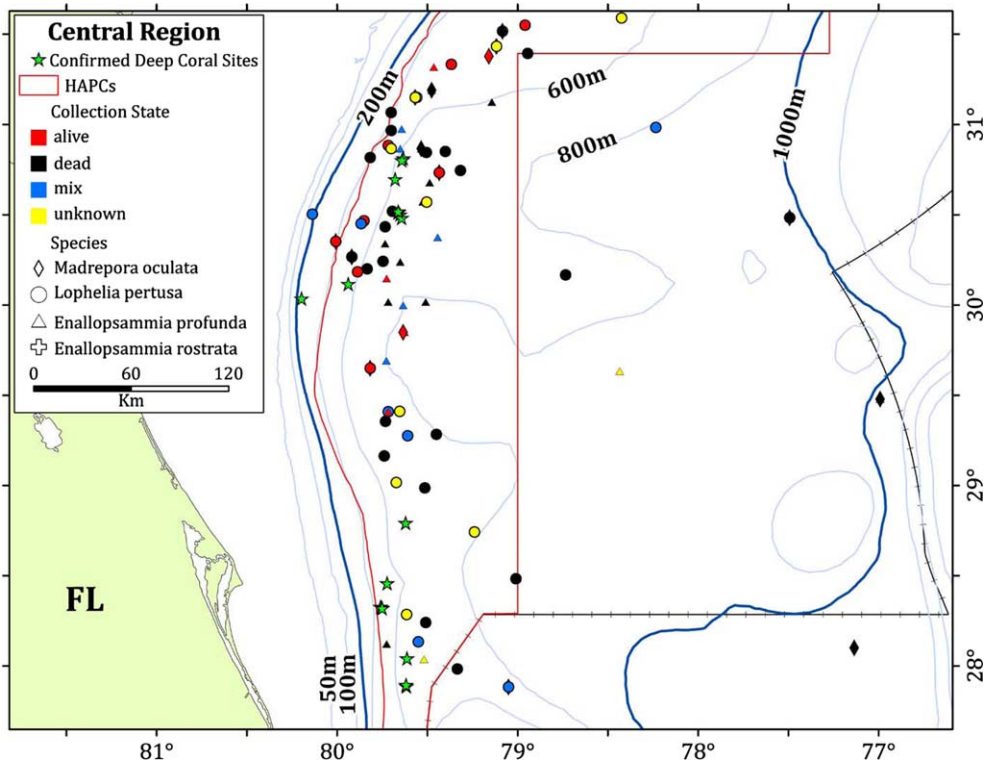 Central Region
Confirmed Deep Coral Sites
HAPCs
Collection State
alive
dead
mix
unknown
Species
Madrepora oculata
Lophelia pertusa
Enallopsammia profunda
Enallopsammia rostrata
0 60 120
Km
200m
600m
800m
1000m
FL
50m
100m
31°
30°
29°
28°
81° 80° 79° 78° 77°